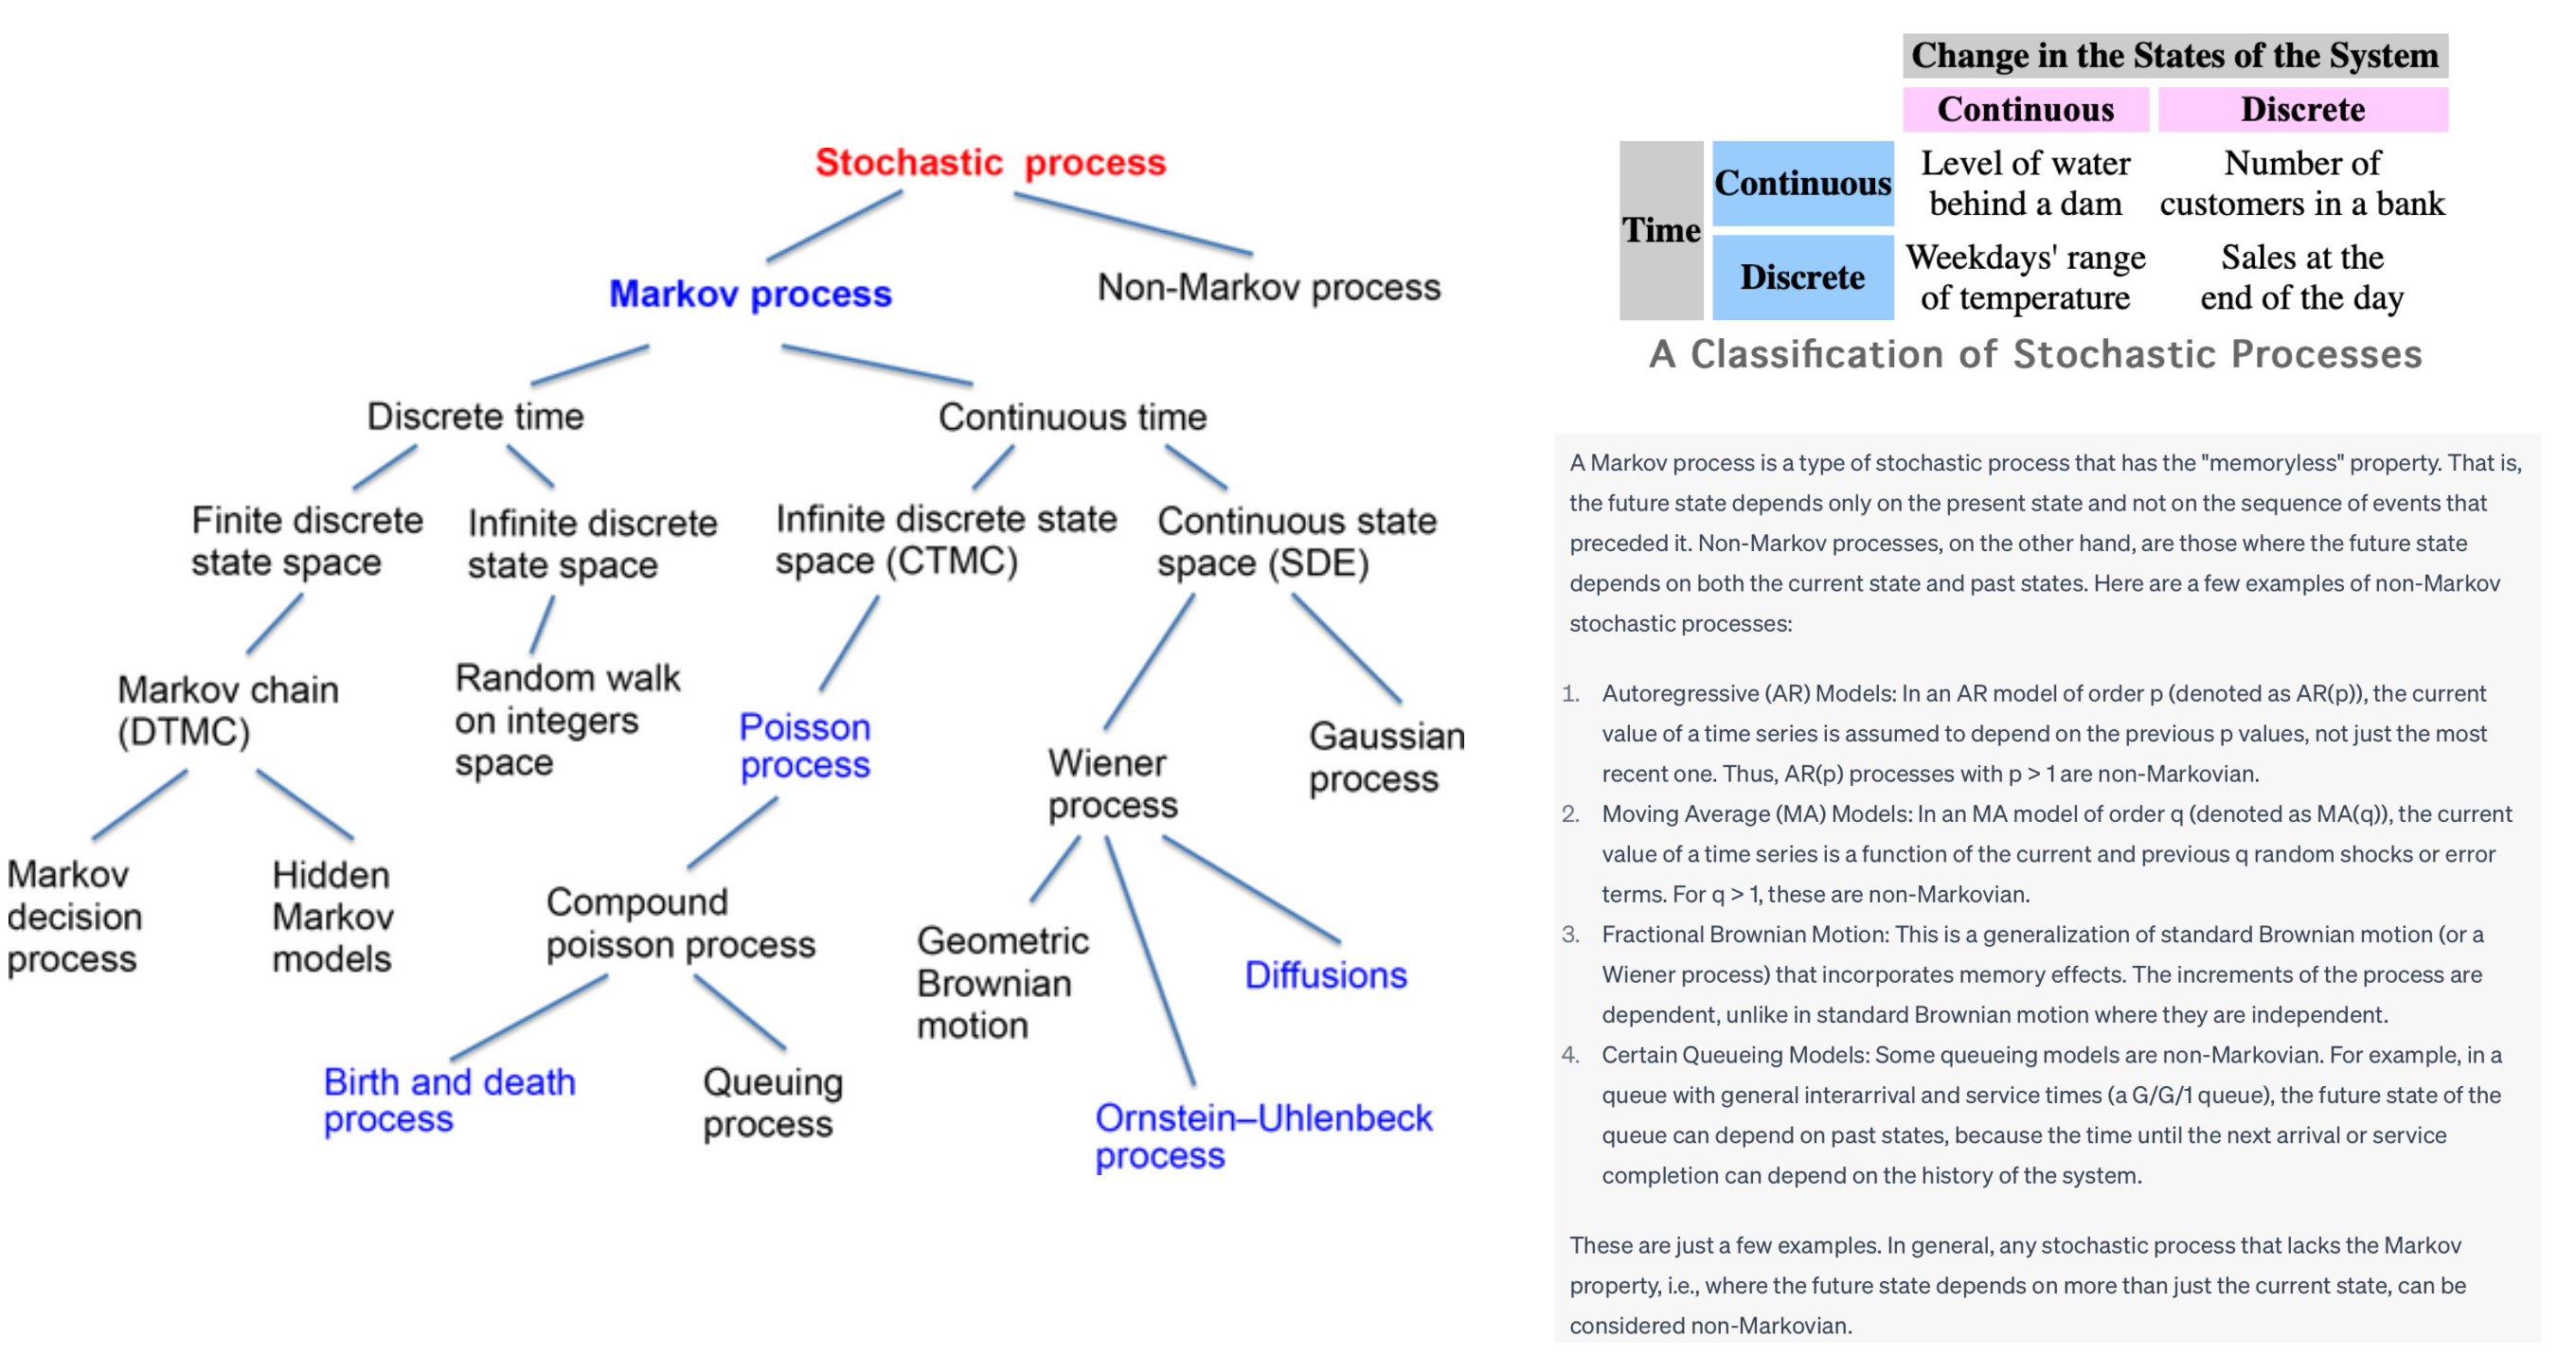 Stochastic process
Markov process
Non-Markov process
Discrete time
Continuous time
Finite discrete
state space
Infinite discrete
state space
Infinite discrete state
space (CTMC)
Continuous state
space (SDE)
Markov chain
(DTMC)
Random walk
on integers
space
Poisson
process
Wiener
process
Gaussian
process
Markov
decision
process
Hidden
Markov
models
Compound
poisson process
Geometric
Brownian
motion
Diffusions
Birth and death
process
Queuing
process
Ornstein–Uhlenbeck
process
Change in the States of the System
Continuous
Discrete
Time
Continuous
Level of water
behind a dam
Number of
customers in a bank
Discrete
Weekdays' range
of temperature
Sales at the
end of the day
A Classification of Stochastic Processes
A Markov process is a type of stochastic process that has the "memoryless" property. That is,
the future state depends only on the present state and not on the sequence of events that
preceded it. Non-Markov processes, on the other hand, are those where the future state
depends on both the current state and past states. Here are a few examples of non-Markov
stochastic processes:
1. Autoregressive (AR) Models: In an AR model of order p (denoted as AR(p)), the current
value of a time series is assumed to depend on the previous p values, not just the most
recent one. Thus, AR(p) processes with p > 1 are non-Markovian.
2. Moving Average (MA) Models: In an MA model of order q (denoted as MA(q)), the current
value of a time series is a function of the current and previous q random shocks or error
terms. For q > 1, these are non-Markovian.
3. Fractional Brownian Motion: This is a generalization of standard Brownian motion (or a
Wiener process) that incorporates memory effects. The increments of the process are
dependent, unlike in standard Brownian motion where they are independent.
4. Certain Queueing Models: Some queueing models are non-Markovian. For example, in a
queue with general interarrival and service times (a G/G/1 queue), the future state of the
queue can depend on past states, because the time until the next arrival or service
completion can depend on the history of the system.
These are just a few examples. In general, any stochastic process that lacks the Markov
property, i.e., where the future state depends on more than just the current state, can be
considered non-Markovian.